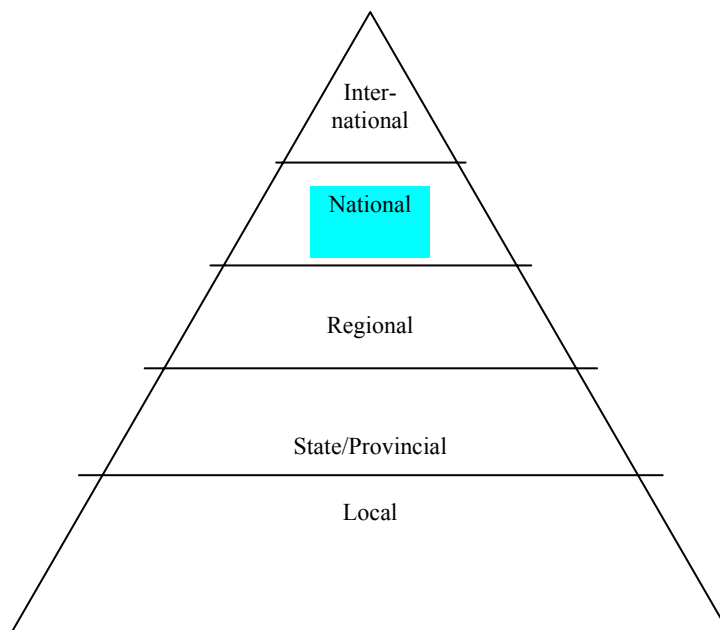 Inter-
national
National
Regional
State/Provincial
Local